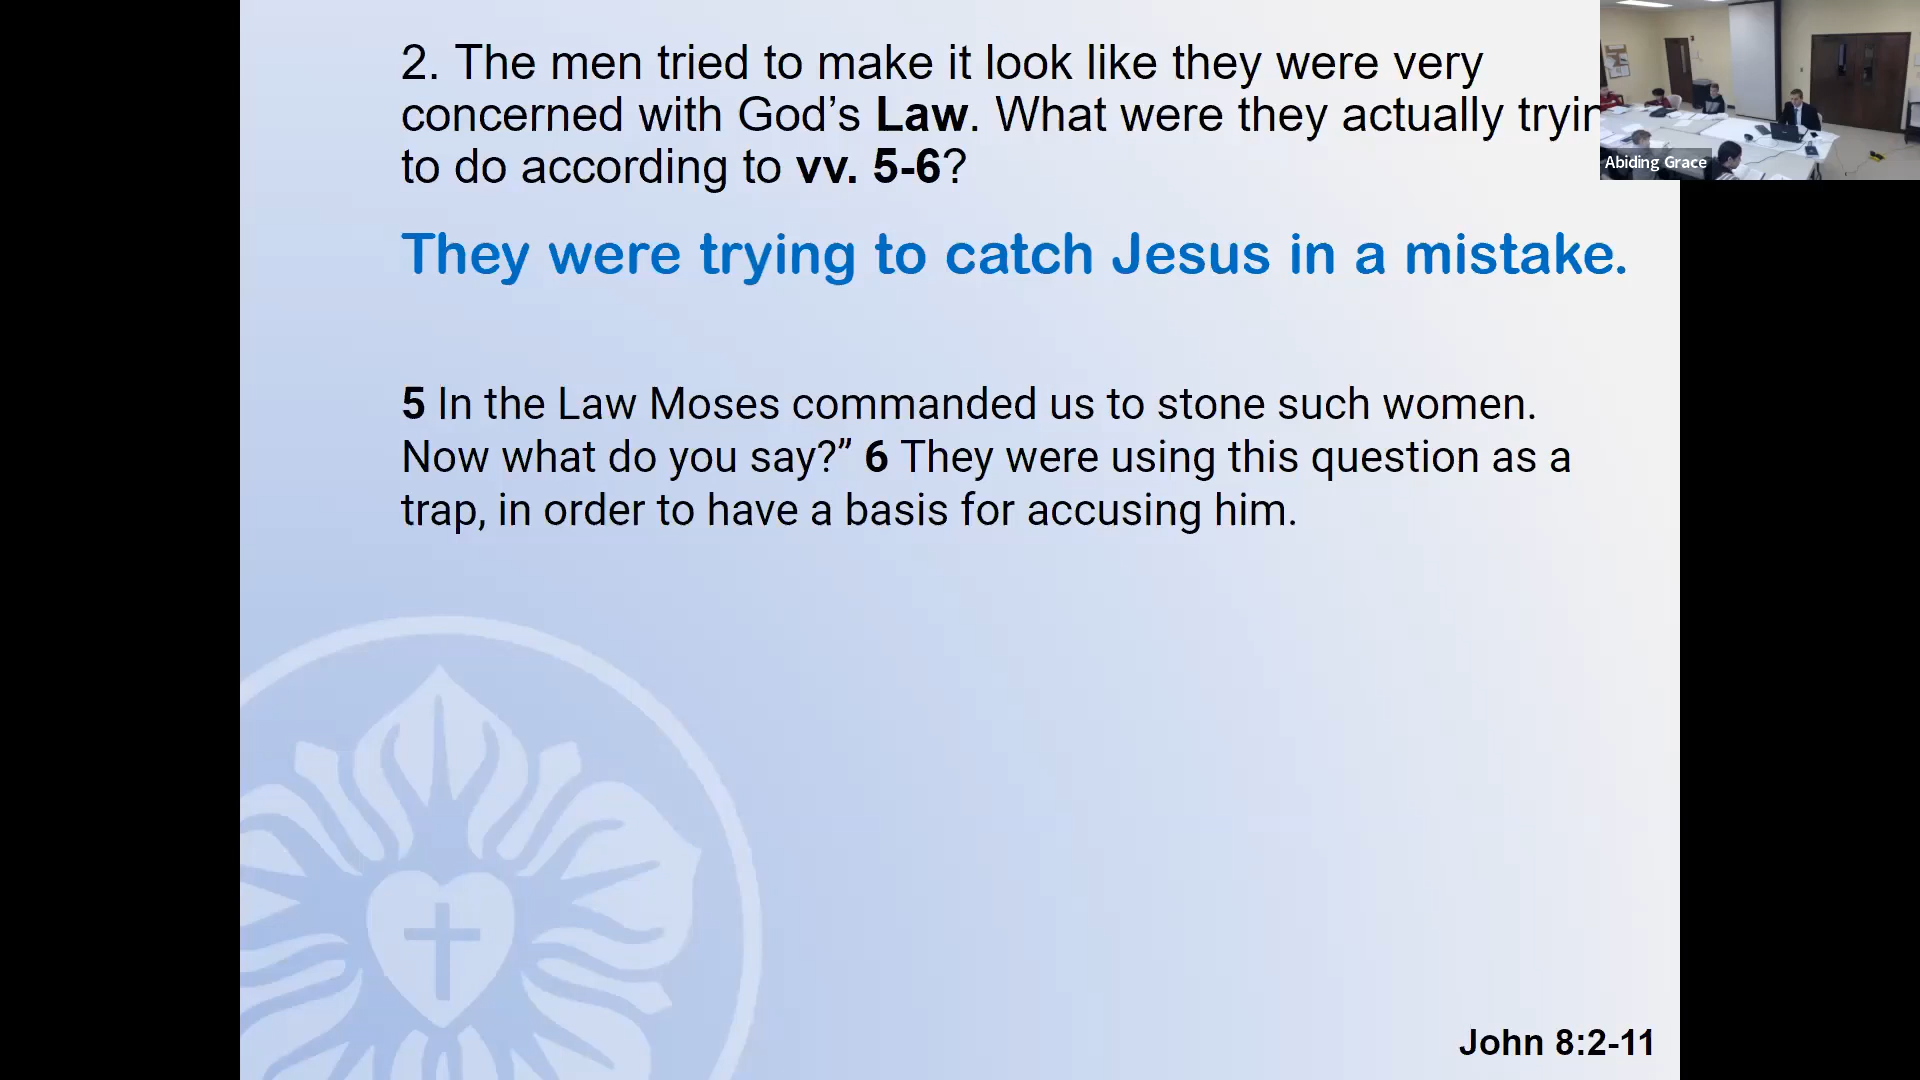 2. The men tried to make it look like they were very
concerned with God’s Law. What were they actually tryin
to do according to vv. 5-6?
They were trying to catch Jesus in a mistake.
5 In the Law Moses commanded us to stone such women.
Now what do you say?” 6 They were using this question as a
trap, in order to have a basis for accusing him.
John 8:2-11
Abiding Grace